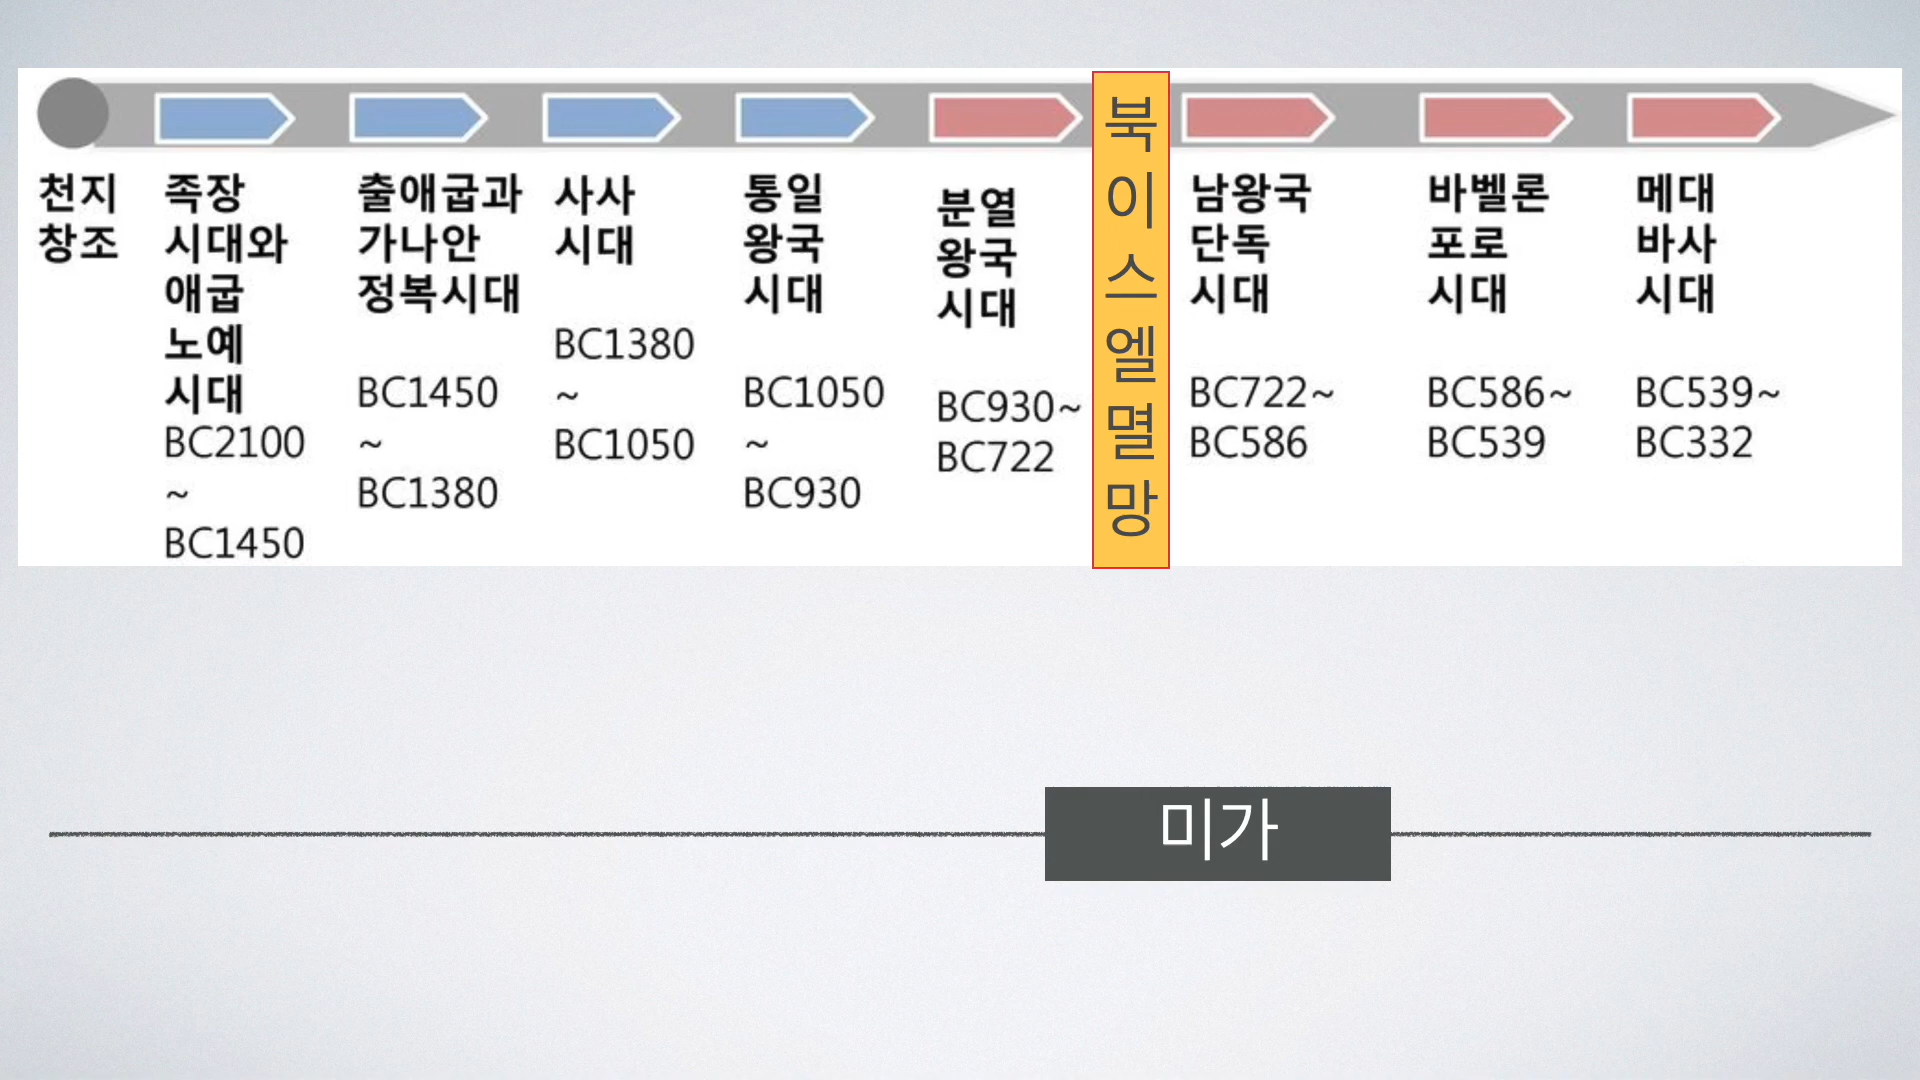 천지
창조
족장
시대와
애굽
노예
시대
BC2100
~
BC1450
출애굽과
가나안
정복시대
BC1450
~
BC1380
사사
시대
BC1380
~
BC1050
통일
왕국
시대
BC1050
~
BC930
분열
왕국
시대
BC930~
BC722
북
이
스
엘
멸
망
남왕국
단독
시대
BC722~
BC586
바벨론
포로
시대
BC586~
BC539
메대
바사
시대
BC539~
BC332
미가